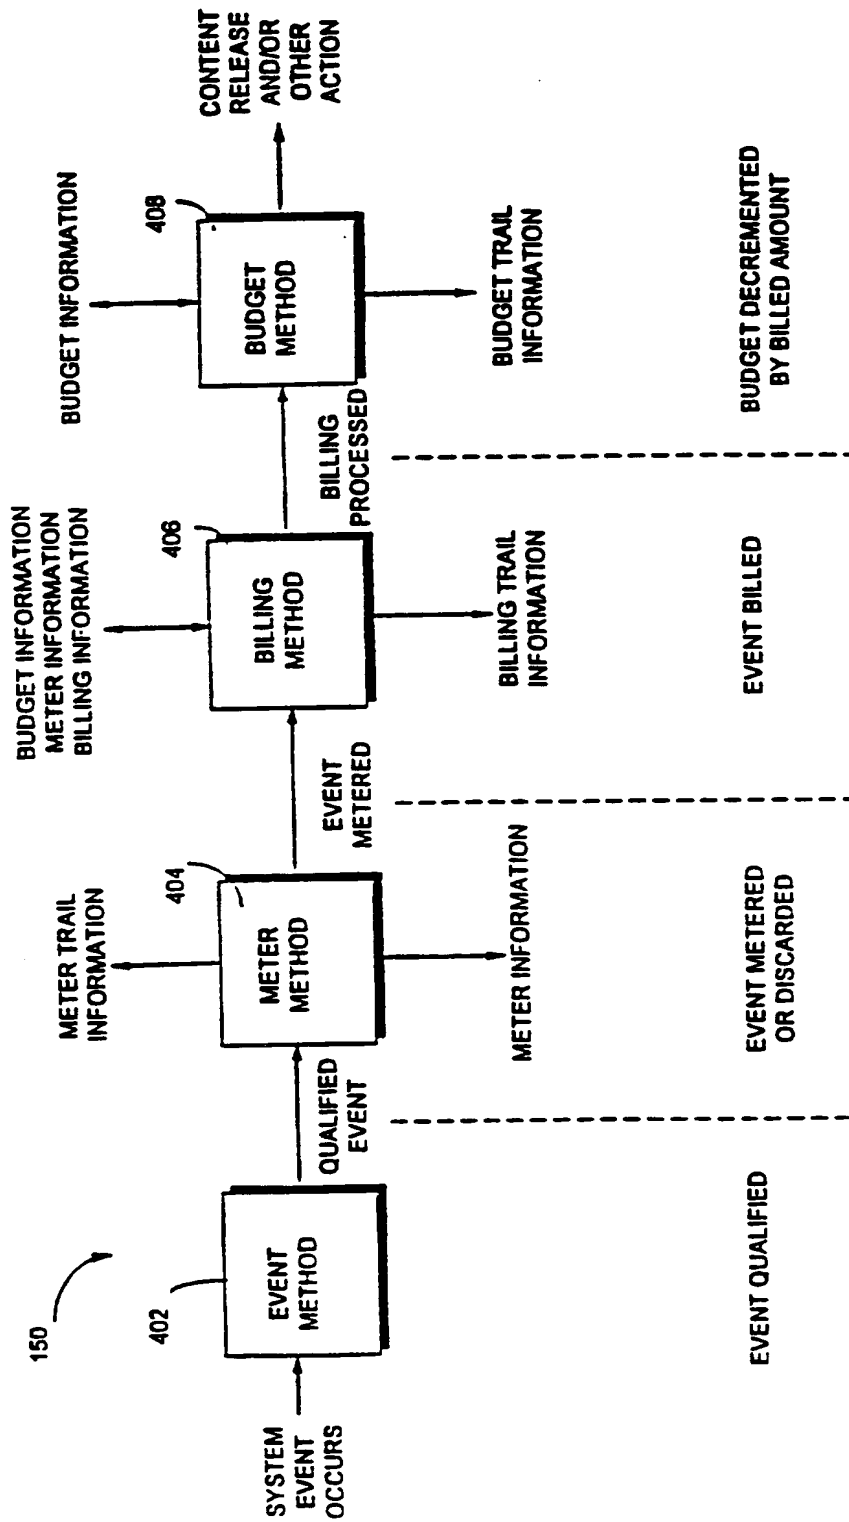 150
SYSTEM
EVENT
OCCURS
402
EVENT
METHOD
QUALIFIED
EVENT
METER TRAIL
INFORMATION
404
METER
METHOD
METER INFORMATION
EVENT
METERED
BUDGET INFORMATION
METER INFORMATION
BILLING INFORMATION
406
BILLING
METHOD
BILLING TRAIL
INFORMATION
BILLING
PROCESSED
BUDGET INFORMATION
408
BUDGET
METHOD
BUDGET TRAIL
INFORMATION
CONTENT
RELEASE
AND/OR
OTHER
ACTION
EVENT QUALIFIED
EVENT METERED
OR DISCARDED
EVENT BILLED
BUDGET DECREMENTED
BY BILLED AMOUNT